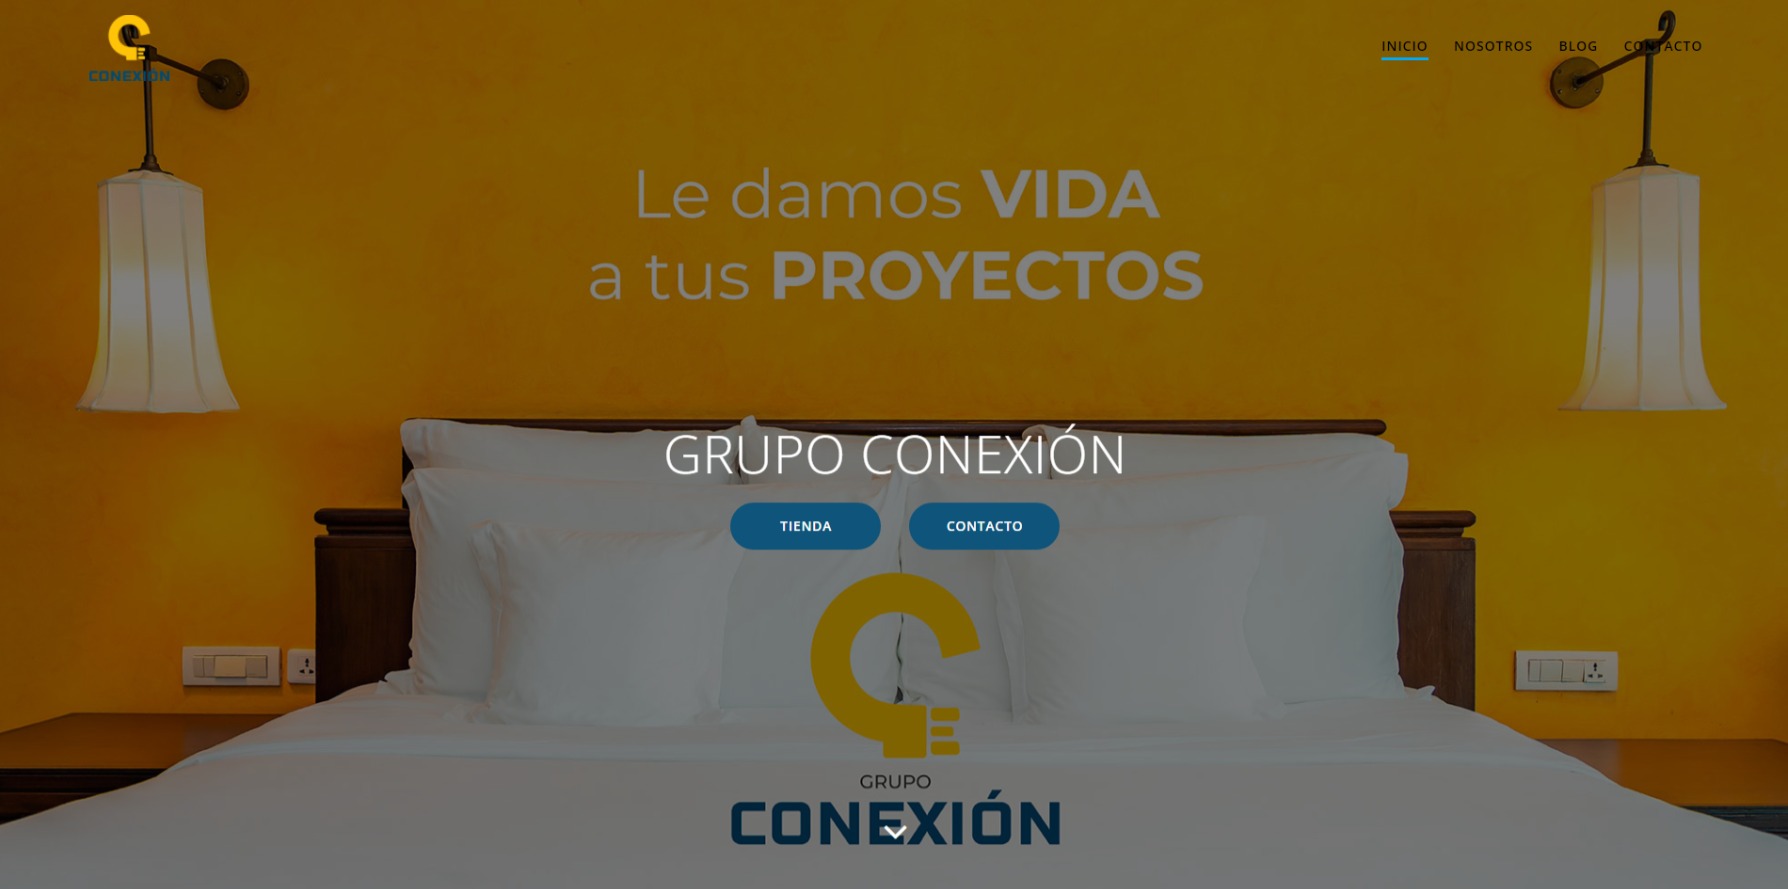 CONEXIÓN
INICIO NOSOTROS BLOG CONTACTO
Le damos VIDA
a tus PROYECTOS
GRUPO CONEXIÓN
TIENDA CONTACTO
GRUPO
CONEXIÓN